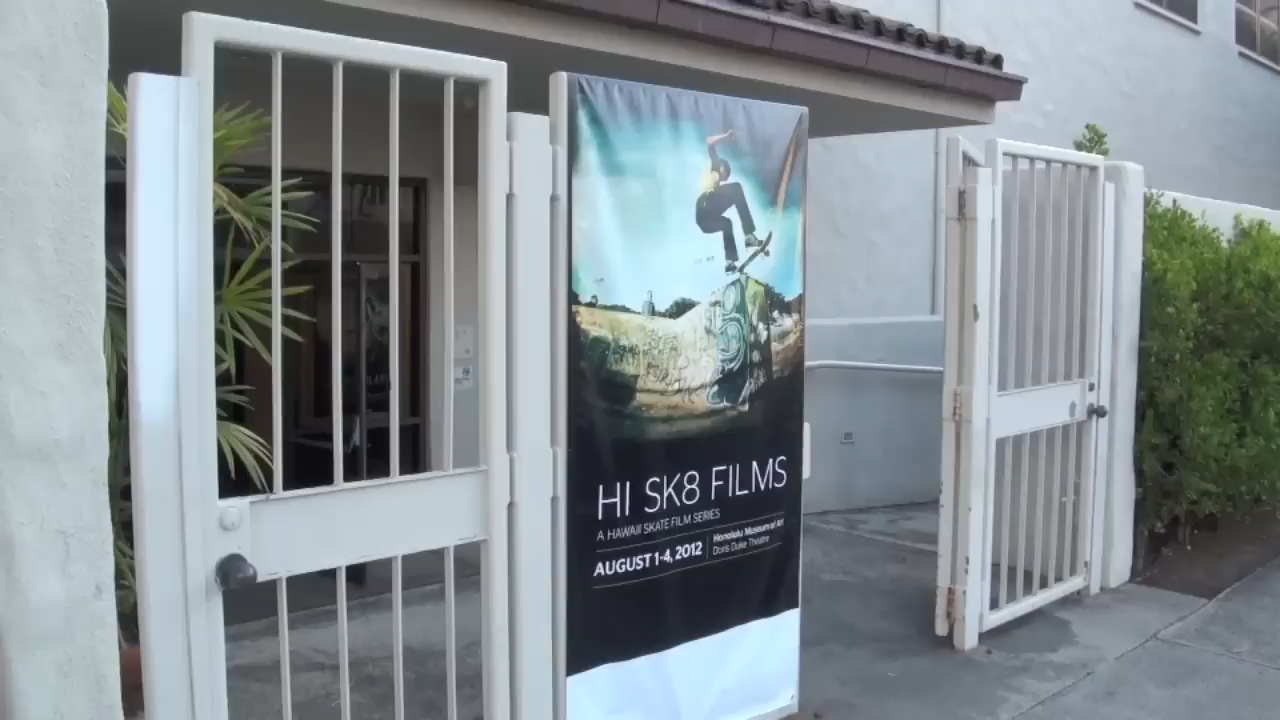 HI SK8 FILMS
A HAWAII SKATE FILM SERIES
AUGUST 1-4, 2012
Honolulu Museum of Art
Doris Duke Theatre